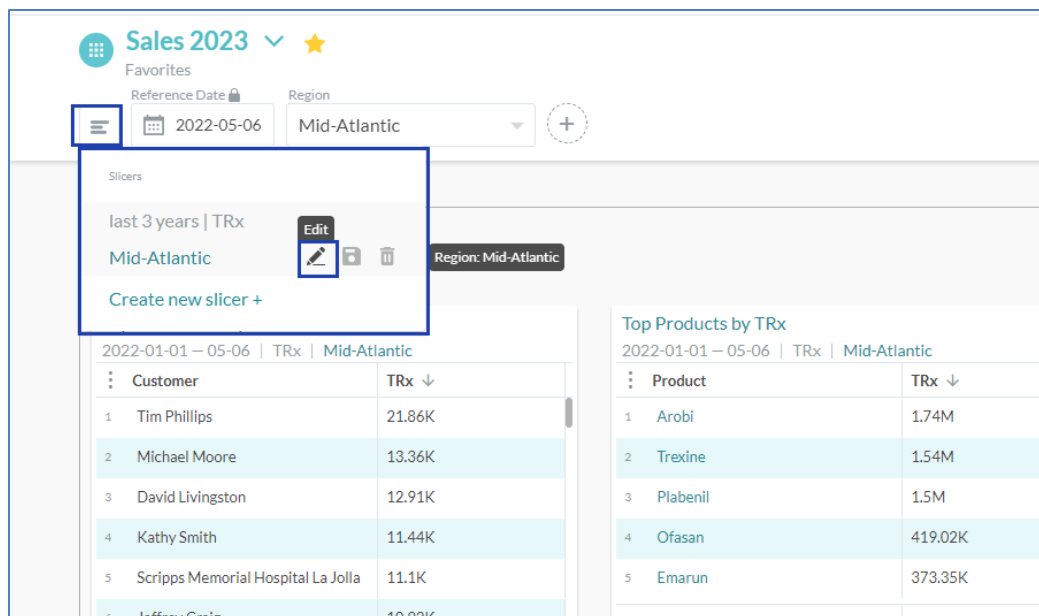 Sales 2023
Favorites
Reference Date Region
2022-05-06 Mid-Atlantic +
Slicers
last 3 years | TRx
Edit
Mid-Atlantic
Region: Mid-Atlantic
Create new slicer +
2022-01-01 — 05-06 | TRx | Mid-Atlantic
Customer TRx ↓
1 Tim Phillips 21.86K
2 Michael Moore 13.36K
3 David Livingston 12.91K
4 Kathy Smith 11.44K
5 Scripps Memorial Hospital La Jolla 11.1K
Top Products by TRx
2022-01-01 — 05-06 | TRx | Mid-Atlantic
Product TRx ↓
1 Arobi 1.74M
2 Trexine 1.54M
3 Plabenil 1.5M
4 Ofasan 419.02K
5 Emarun 373.35K